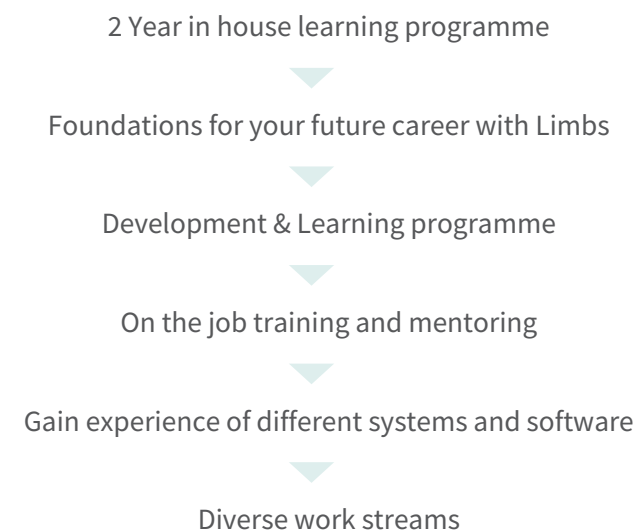 2 Year in house learning programme
Foundations for your future career with Limbs
Development & Learning programme
On the job training and mentoring
Gain experience of different systems and software
Diverse work streams